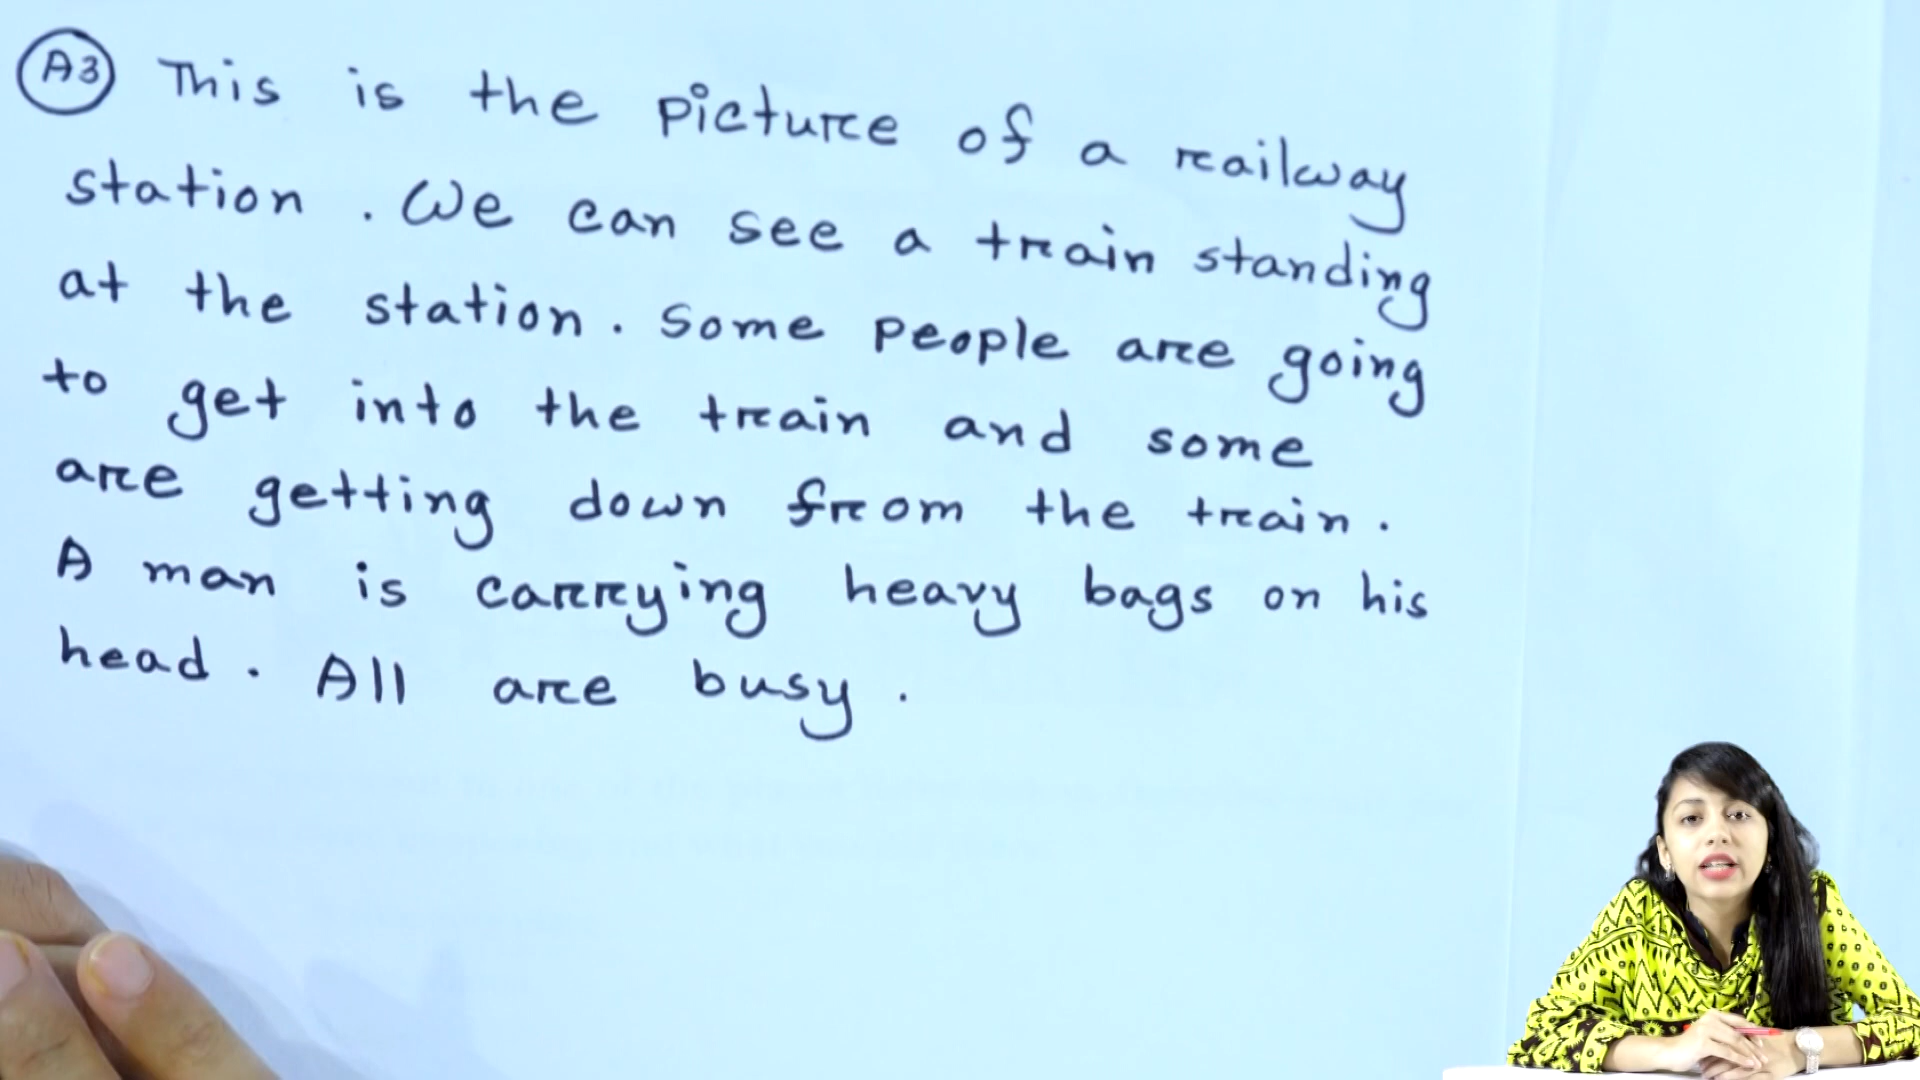 A3 This is the picture of a railway
station. We can see a train standing
at the station. Some people are going
to get into the train and some
are getting down from the train.
A man is carrying heavy bags on his
head. All are busy.